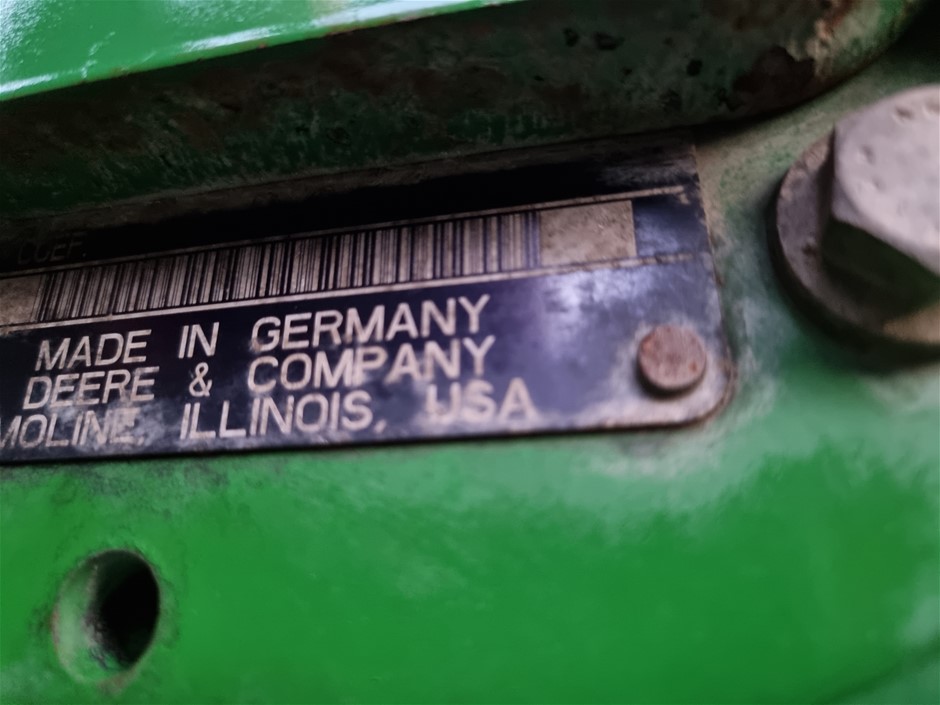 MADE IN GERMANY
DEERE & COMPANY
MOLINE, ILLINOIS, USA